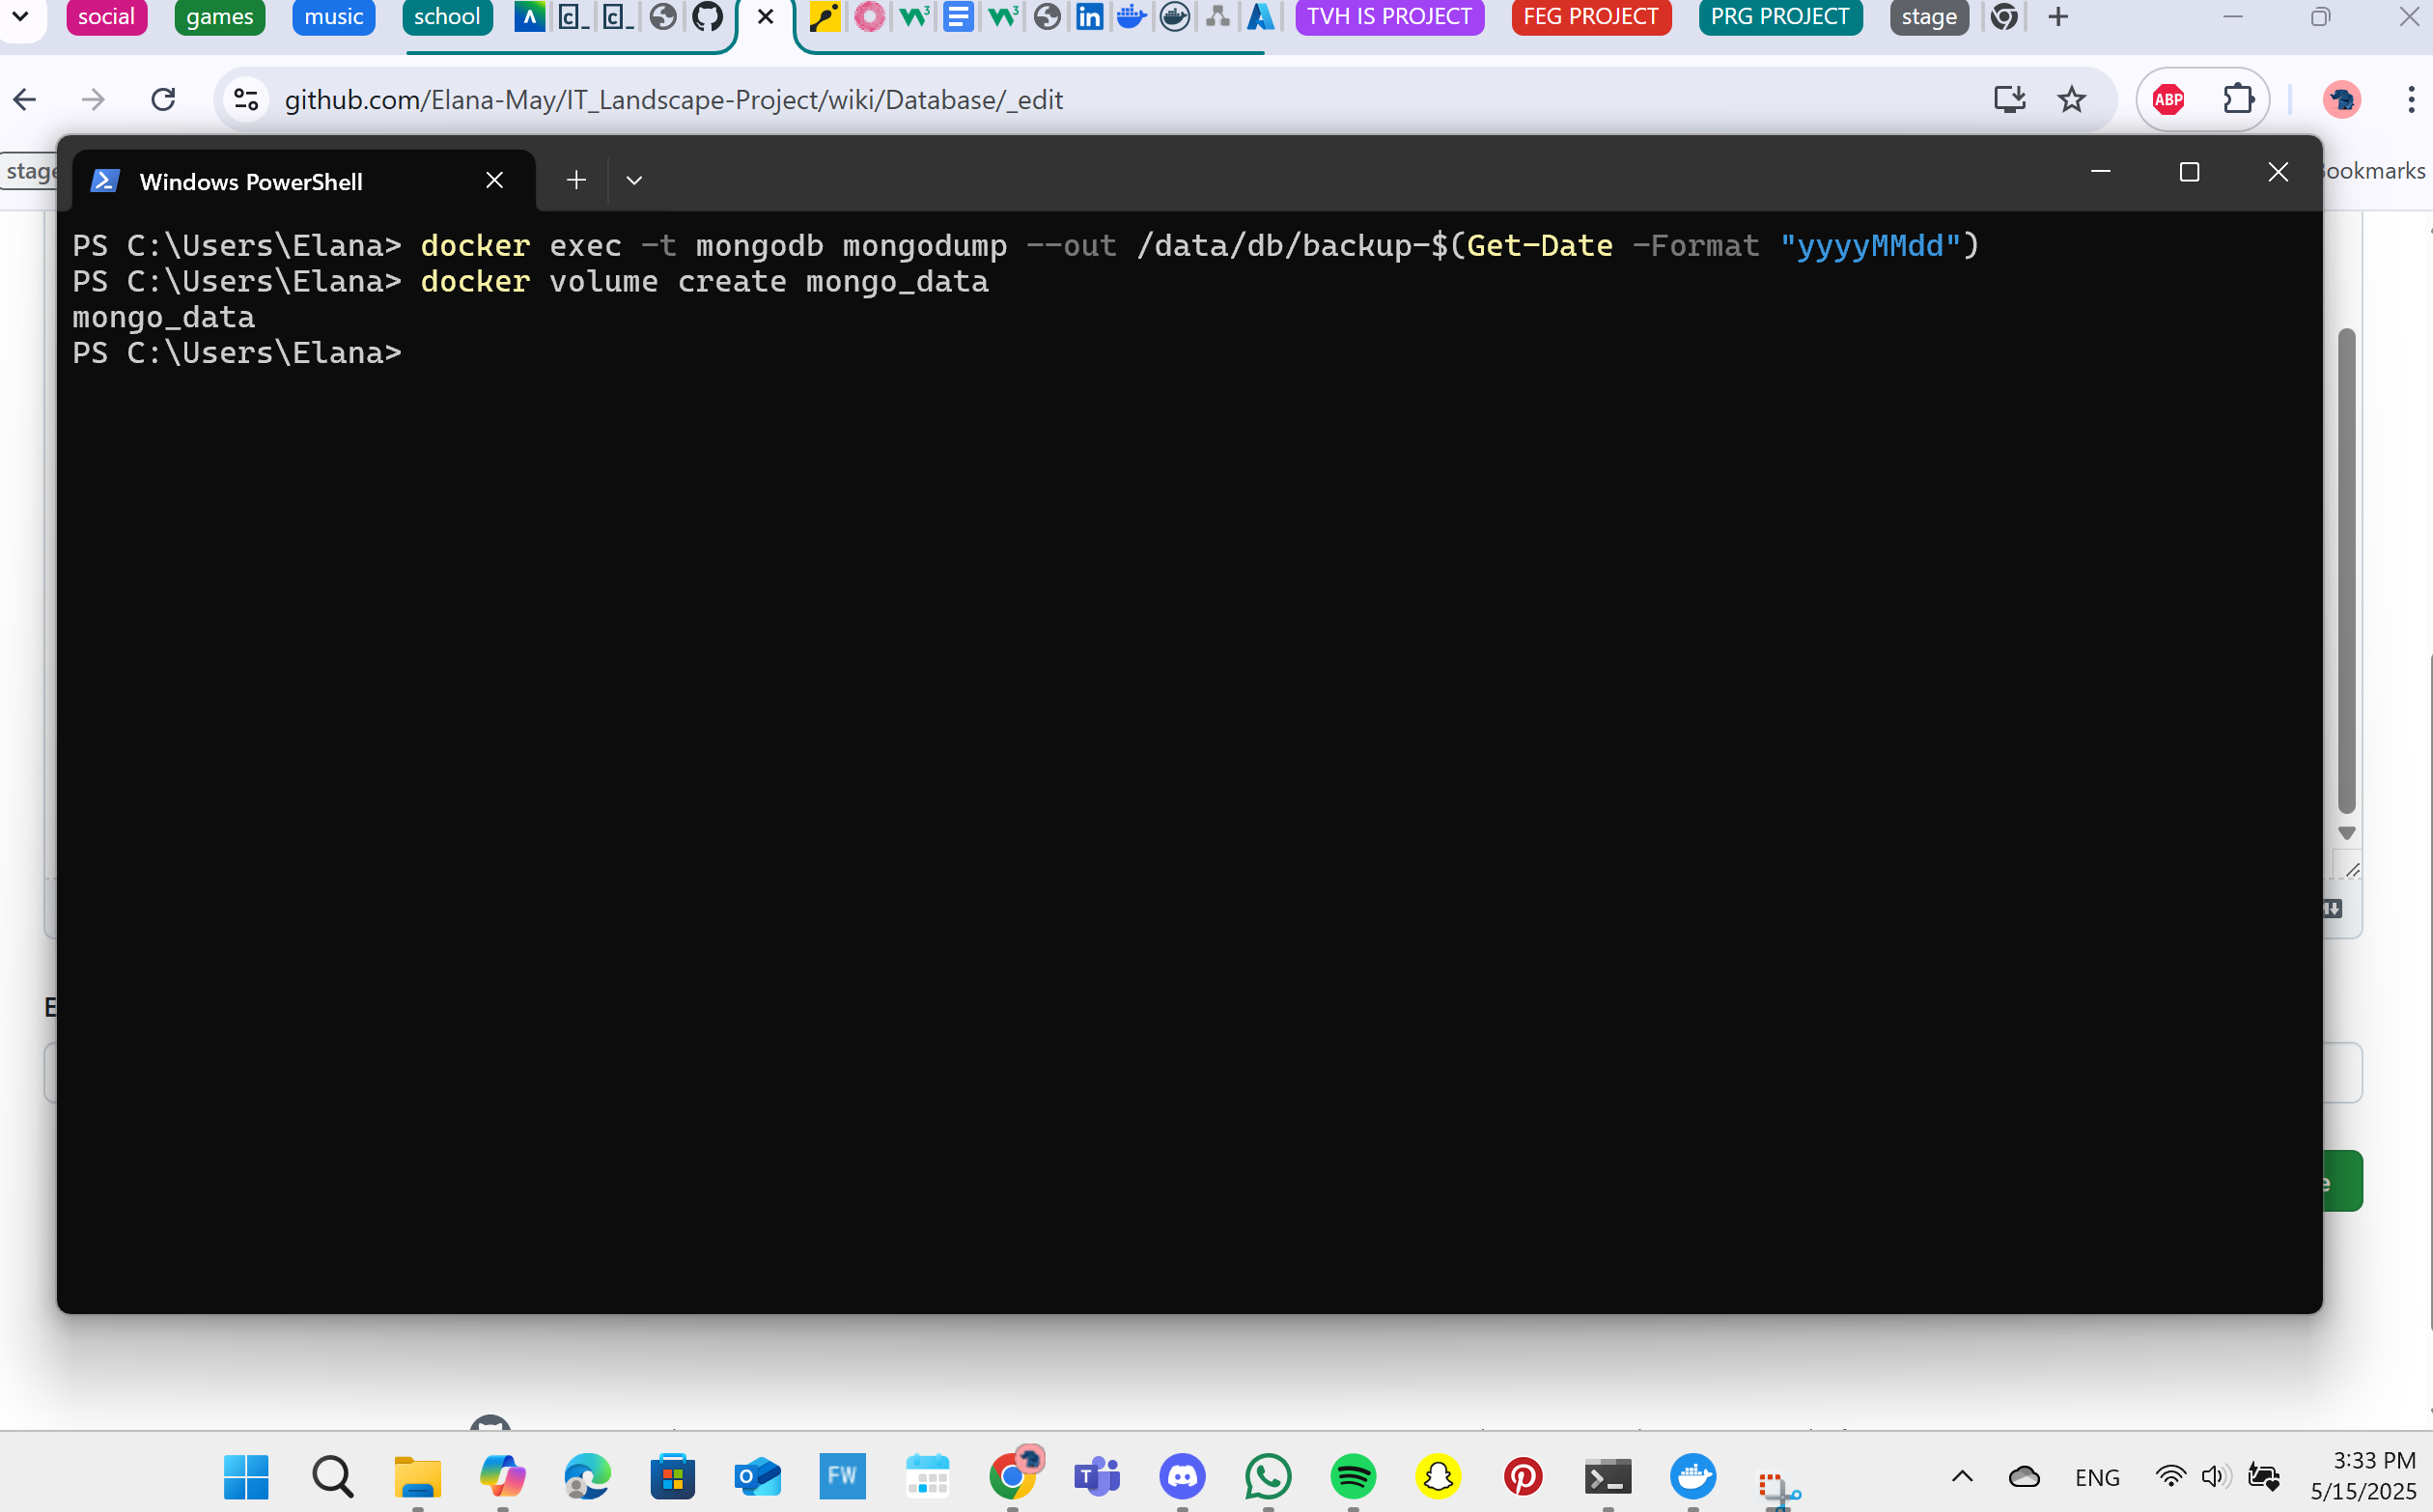 social games music school TVH IS PROJECT FEG PROJECT PRG PROJECT stage
github.com/Elana-May/IT_Landscape-Project/wiki/Database/_edit
ABP
Windows PowerShell
PS C:\Users\Elana> docker exec -t mongodb mongodump --out /data/db/backup-$(Get-Date -Format "yyyyMMdd")
PS C:\Users\Elana> docker volume create mongo_data
mongo_data
PS C:\Users\Elana>
FW
ENG
3:33 PM
5/15/2025